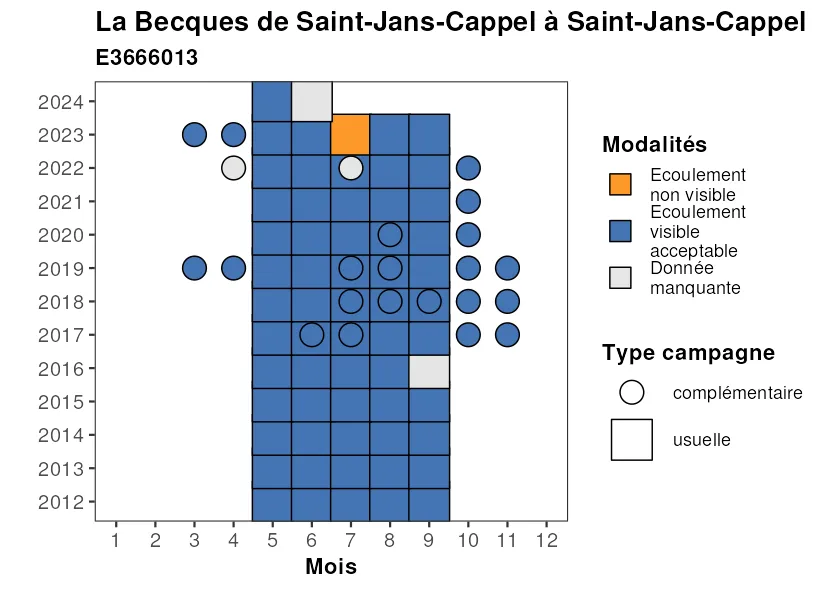 La Becques de Saint-Jans-Cappel à Saint-Jans-Cappel
E3666013
2024
2023
2022
2021
2020
2019
2018
2017
2016
2015
2014
2013
2012
1 2 3 4 5 6 7 8 9 10 11 12
Mois
Modalités
Ecoulement
non visible
Ecoulement
visible
acceptable
Donnée
manquante
Type campagne
complémentaire
usuelle